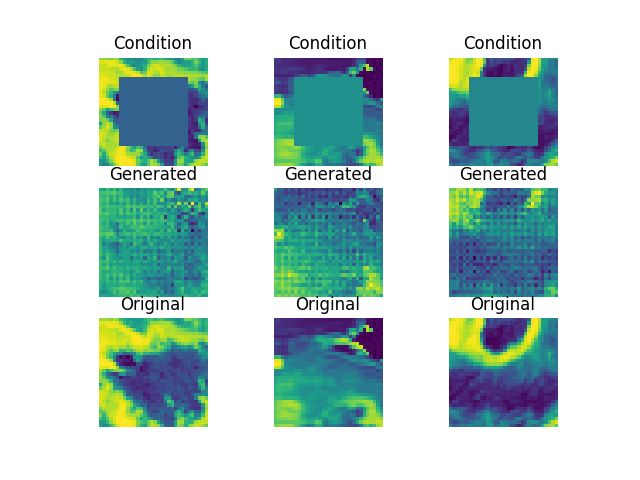 Condition Condition Condition
Generated Generated Generated
Original Original Original